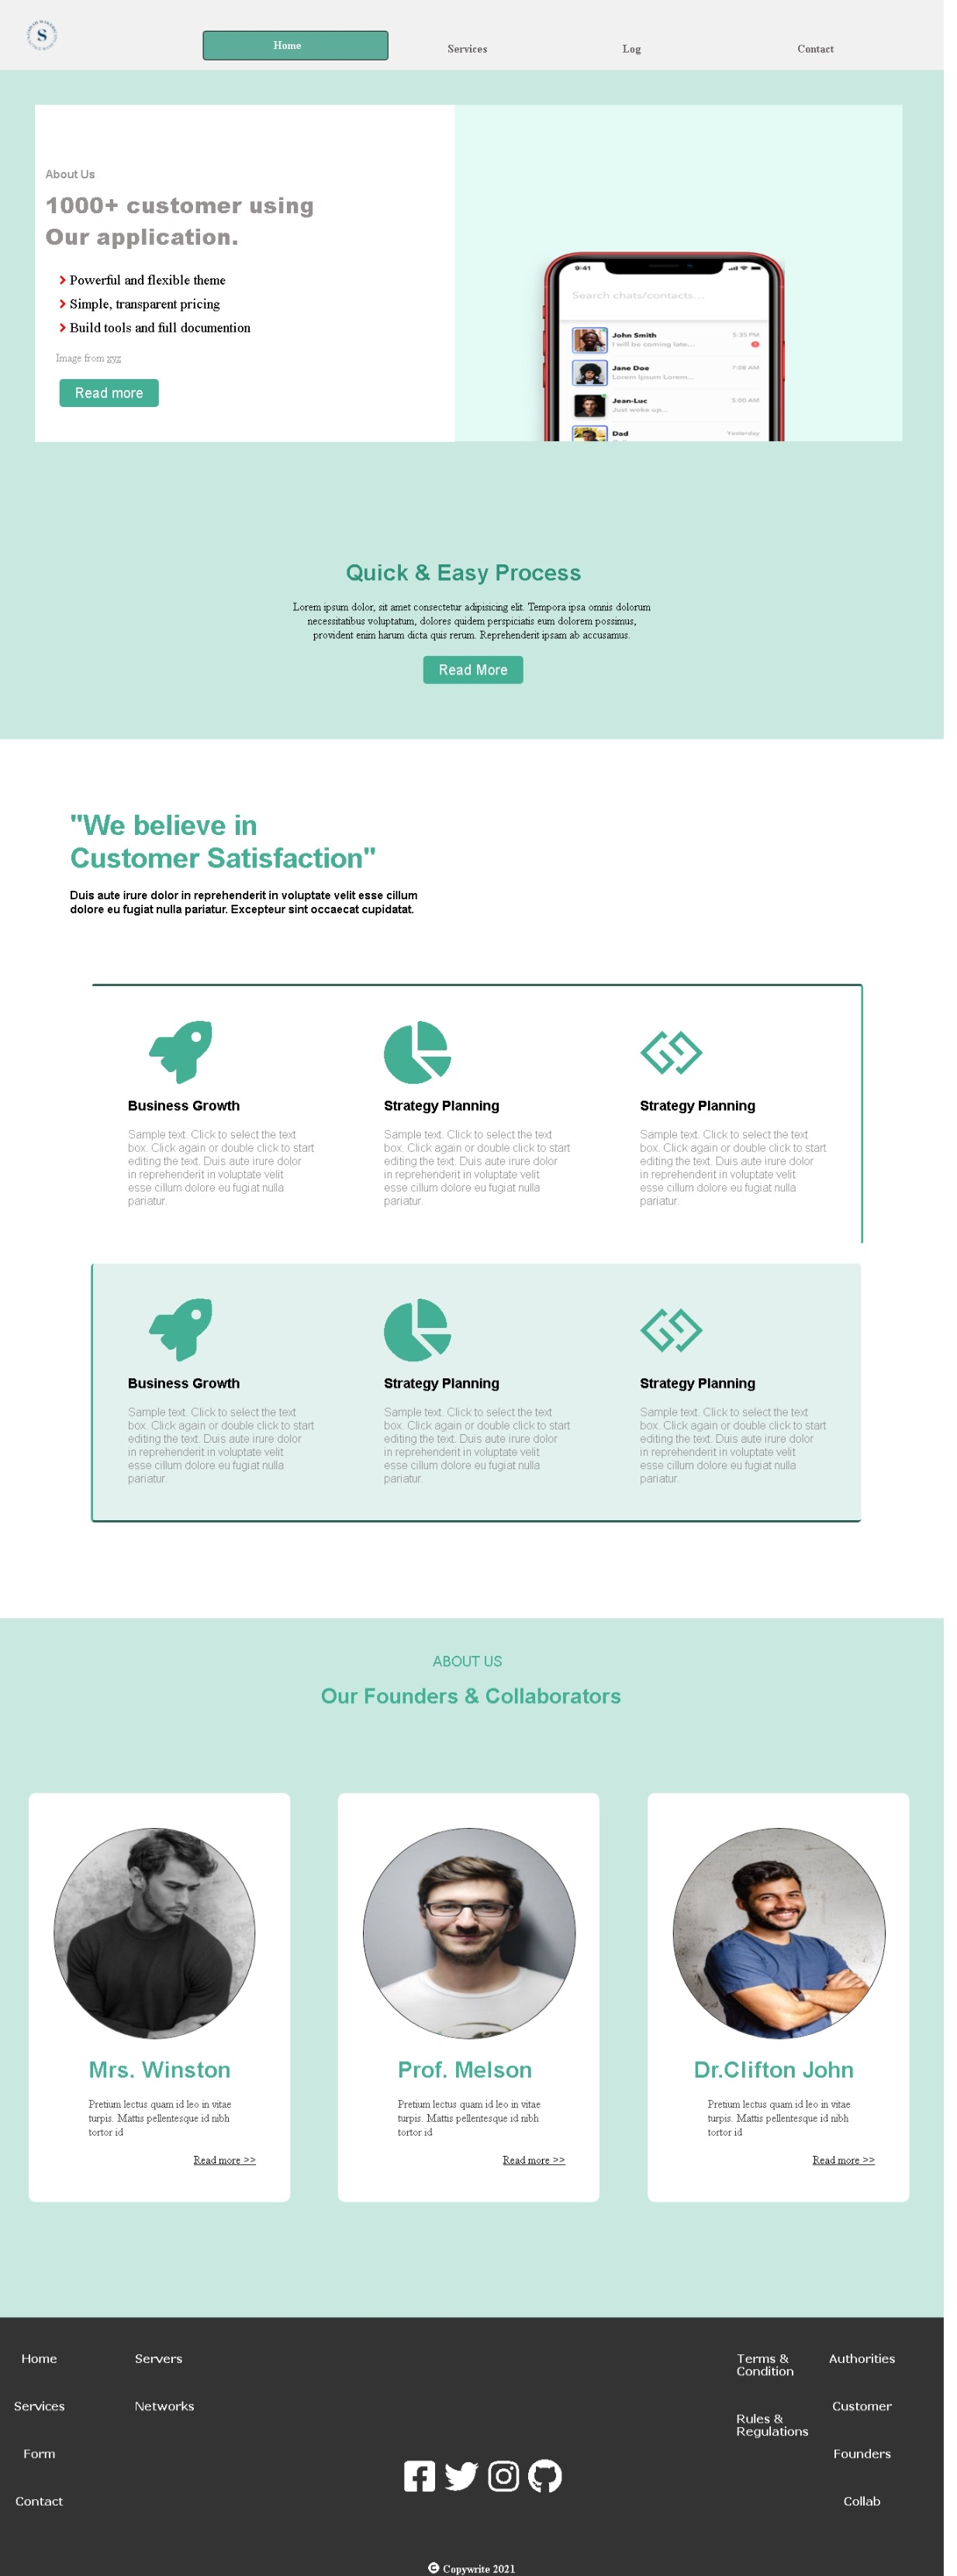 S
Home
Services
Log
Contact
About Us
1000+ customer using
Our application.
Powerful and flexible theme
Simple, transparent pricing
Build tools and full documention
Image from xyz
Read more
9:41
Search chats/contacts...
John Smith
I will be coming late...
5:35 PM
Jane Doe
Lorem Ipsum Lorem...
7:08 AM
Jean-Luc
Just woke up...
5:00 AM
Dad
Yesterday
Quick & Easy Process
Lorem ipsum dolor, sit amet consectetur adipisicing elit. Tempora ipsa omnis dolorum
necessitatibus voluptatum, dolores quidem perspiciatis eum dolorem possimus,
provident enim harum dicta quis rerum. Reprehenderit ipsam ab accusamus.
Read More
"We believe in
Customer Satisfaction"
Duis aute irure dolor in reprehenderit in voluptate velit esse cillum
dolore eu fugiat nulla pariatur. Excepteur sint occaecat cupidatat.
Business Growth
Sample text. Click to select the text
box. Click again or double click to start
editing the text. Duis aute irure dolor
in reprehenderit in voluptate velit
esse cillum dolore eu fugiat nulla
pariatur.
Strategy Planning
Sample text. Click to select the text
box. Click again or double click to start
editing the text. Duis aute irure dolor
in reprehenderit in voluptate velit
esse cillum dolore eu fugiat nulla
pariatur.
Strategy Planning
Sample text. Click to select the text
box. Click again or double click to start
editing the text. Duis aute irure dolor
in reprehenderit in voluptate velit
esse cillum dolore eu fugiat nulla
pariatur.
Business Growth
Sample text. Click to select the text
box. Click again or double click to start
editing the text. Duis aute irure dolor
in reprehenderit in voluptate velit
esse cillum dolore eu fugiat nulla
pariatur.
Strategy Planning
Sample text. Click to select the text
box. Click again or double click to start
editing the text. Duis aute irure dolor
in reprehenderit in voluptate velit
esse cillum dolore eu fugiat nulla
pariatur.
Strategy Planning
Sample text. Click to select the text
box. Click again or double click to start
editing the text. Duis aute irure dolor
in reprehenderit in voluptate velit
esse cillum dolore eu fugiat nulla
pariatur.
ABOUT US
Our Founders & Collaborators
Mrs. Winston
Pretium lectus quam id leo in vitae
turpis. Mattis pellentesque id nibh
tortor id
Read more >>
Prof. Melson
Pretium lectus quam id leo in vitae
turpis. Mattis pellentesque id nibh
tortor id
Read more >>
Dr.Clifton John
Pretium lectus quam id leo in vitae
turpis. Mattis pellentesque id nibh
tortor id
Read more >>
Home
Services
Form
Contact
Servers
Networks
Terms &
Condition
Rules &
Regulations
Authorities
Customer
Founders
Collab
© Copywrite 2021